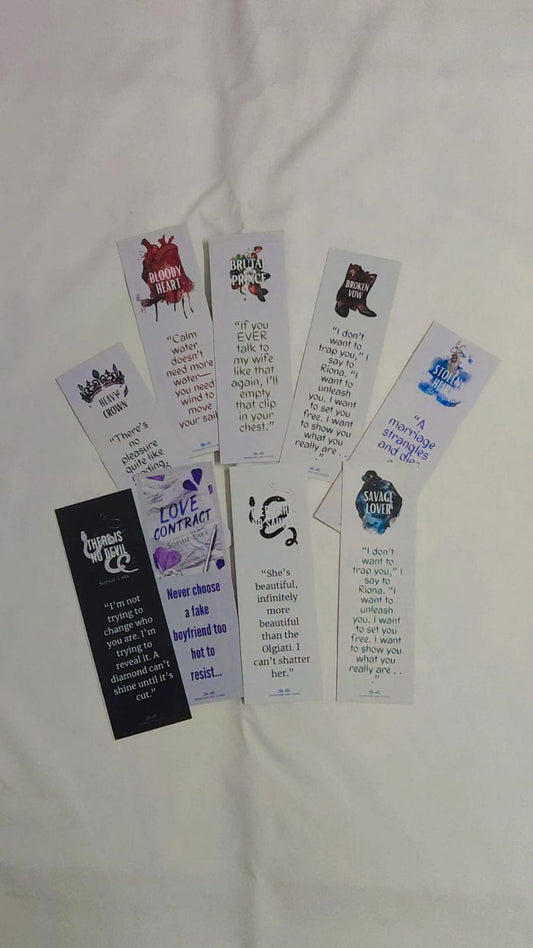 BLOODY
HEART
“Calm
water
doesn't
need more
water—
you need
wind to
move
your sail
BRUTAL
PRINCE
“If you
EVER
talk to
my wife
like that
again, I'll
empty
that clip
in your
chest.”
BROKEN
VOW
“I don't
want to
trap you,” I
say to
Riona. “I
want to
unleash
you. I want
to set you
free. I want
to show you
what you
really are . .
.”
STOLEN
HEIR
“A
marriage
strangles
and dies
HEAVY
CROWN
“There's
no
pleasure
quite like
THERE IS
NO DEVIL
SOPHIE LARK
“I'm not
trying to
change who
you are. I'm
trying to
reveal it. A
diamond can't
shine until it's
cut.”
LOVE
CONTRACT
SOPHIE LARK
Never choose
a fake
boyfriend too
hot to
resist...
THERE ARE
NO SAINTS
“She's
beautiful,
infinitely
more
beautiful
than the
Olgiati. I
can't shatter
her.”
SAVAGE
LOVER
“I don't
want to
trap you,” I
say to
Riona. “I
want to
unleash
you. I want
to set you
free. I want
to show you
what you
really are . .
.”